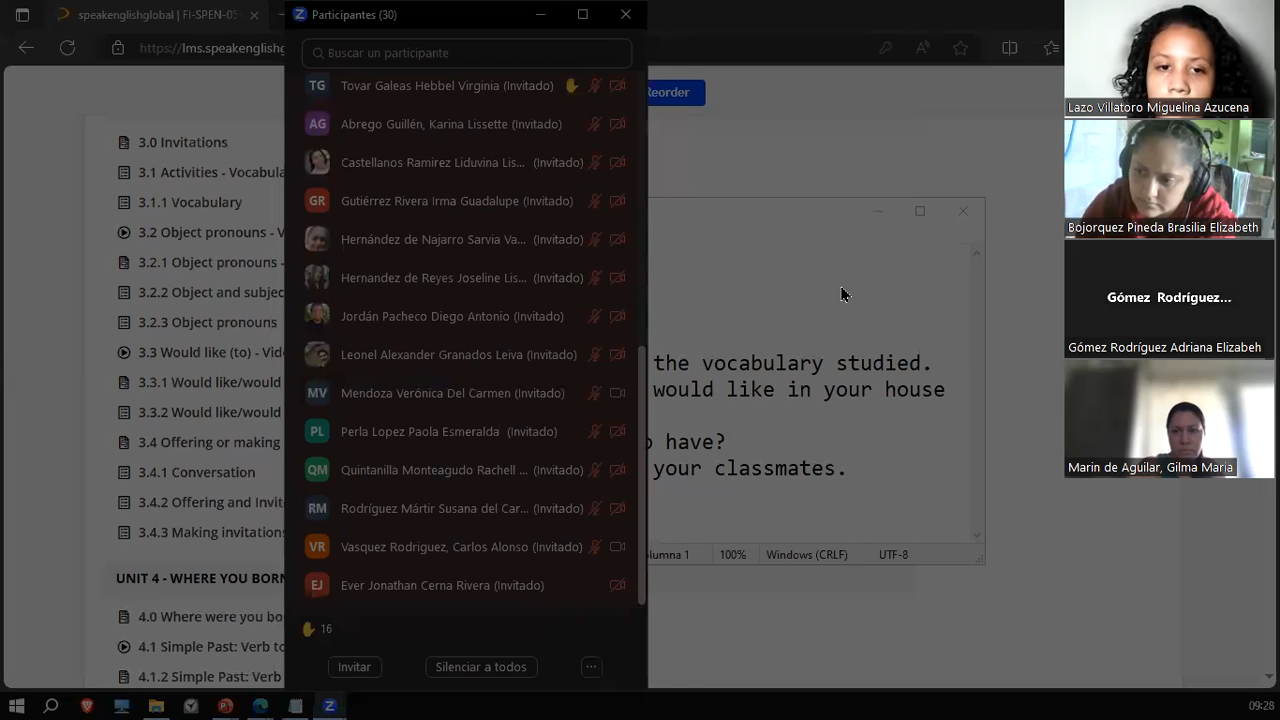 speakenglishglobal | FI-SPEN-05
Participantes (30)
https://lms.speakenglishg
Buscar un participante
Reorder
Tovar Galeas Hebbel Virginia (Invitado)
Abrego Guillén, Karina Lissette (Invitado)
Castellanos Ramirez Liduvina Lis... (Invitado)
Gutiérrez Rivera Irma Guadalupe (Invitado)
Hernández de Najarro Sarvia Va... (Invitado)
Hernandez de Reyes Joseline Lis... (Invitado)
Jordán Pacheco Diego Antonio (Invitado)
Leonel Alexander Granados Leiva (Invitado)
Mendoza Verónica Del Carmen (Invitado)
Perla Lopez Paola Esmeralda (Invitado)
Quintanilla Monteagudo Rachell ... (Invitado)
Rodríguez Mártir Susana del Car... (Invitado)
Vasquez Rodriguez, Carlos Alonso (Invitado)
Ever Jonathan Cerna Rivera (Invitado)
TG
AG
GR
MV
PL
QM
RM
VR
EJ
16
Invitar
Silenciar a todos
3.0 Invitations
3.1 Activities - Vocabula
3.1.1 Vocabulary
3.2 Object pronouns - V
3.2.1 Object pronouns -
3.2.2 Object and subjec
3.2.3 Object pronouns
3.3 Would like (to) - Vid
3.3.1 Would like/would
3.3.2 Would like/would
3.4 Offering or making
3.4.1 Conversation
3.4.2 Offering and Invit
3.4.3 Making invitations
UNIT 4 - WHERE YOU BORN
4.0 Where were you bo
4.1 Simple Past: Verb to
4.1.2 Simple Past: Verb
the vocabulary studied.
would like in your house
o have?
your classmates.
olumna 1
100%
Windows (CRLF)
UTF-8
Lazo Villatoro Miguelina Azucena
Bojorquez Pineda Brasilia Elizabeth
Gómez Rodríguez...
Gómez Rodríguez Adriana Elizabeh
Marin de Aguilar, Gilma Maria
09:28